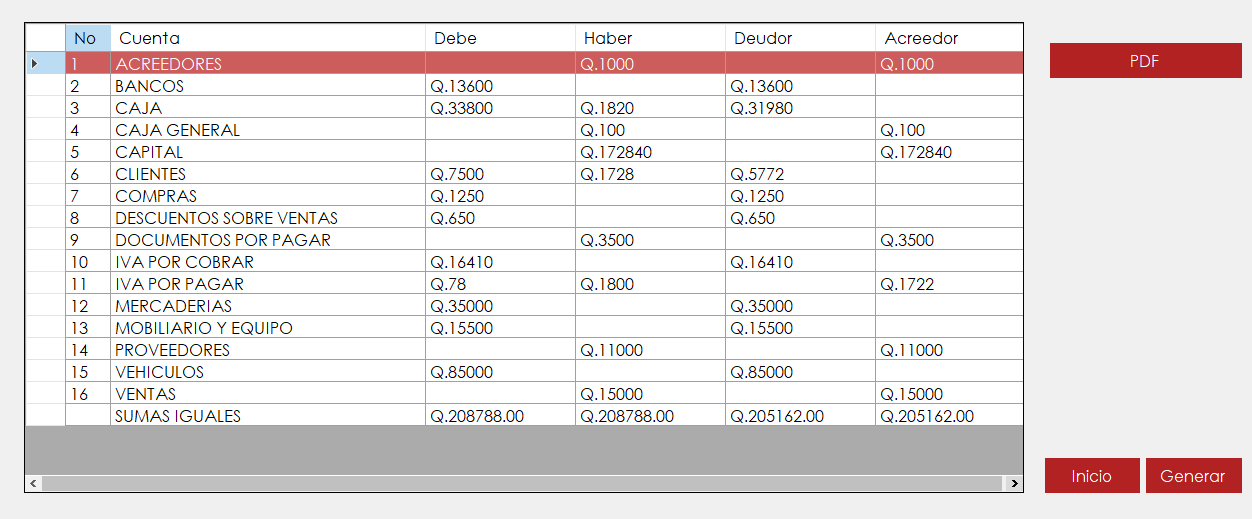 No Cuenta Debe Haber Deudor Acreedor
1 ACREEDORES Q.1000 Q.1000
2 BANCOS Q.13600 Q.13600
3 CAJA Q.33800 Q.1820 Q.31980
4 CAJA GENERAL Q.100 Q.100
5 CAPITAL Q.172840 Q.172840
6 CLIENTES Q.7500 Q.1728 Q.5772
7 COMPRAS Q.1250 Q.1250
8 DESCUENTOS SOBRE VENTAS Q.650 Q.650
9 DOCUMENTOS POR PAGAR Q.3500 Q.3500
10 IVA POR COBRAR Q.16410 Q.16410
11 IVA POR PAGAR Q.78 Q.1800 Q.1722
12 MERCADERIAS Q.35000 Q.35000
13 MOBILIARIO Y EQUIPO Q.15500 Q.15500
14 PROVEEDORES Q.11000 Q.11000
15 VEHICULOS Q.85000 Q.85000
16 VENTAS Q.15000 Q.15000
SUMAS IGUALES Q.208788.00 Q.208788.00 Q.205162.00 Q.205162.00
PDF
Inicio
Generar